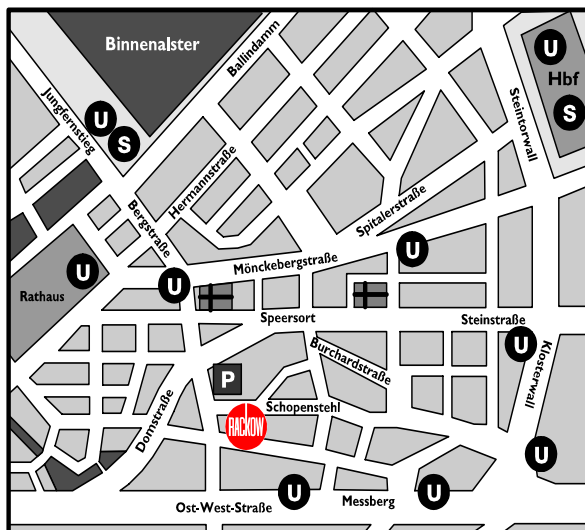 Binnenalster
Ballindamm
U
Hbf
S
Steintorwall
Jungfernstieg
U
S
Hermannstraße
Bergstraße
Spitalerstraße
U
Mönckebergstraße
U
Rathaus
U
Speersort
Steinstraße
U
Klosterwall
Burchardstraße
P
Schopenstehl
RACKOW
Domstraße
U
U
U
Messberg
Ost-West-Straße